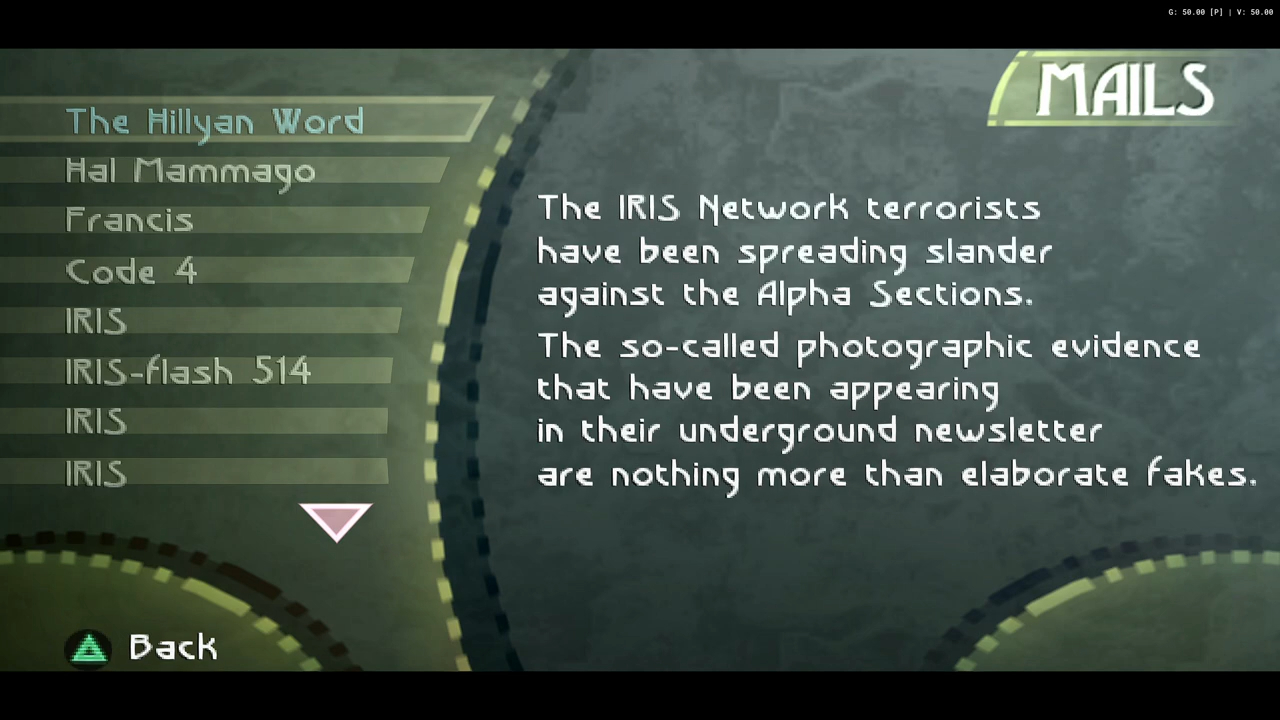 G: 50.00 [P] | V: 50.00
MAILS
The Hillyan Word
Hal Mammago
Francis
Code 4
IRIS
IRIS-flash 514
IRIS
IRIS
The IRIS Network terrorists
have been spreading slander
against the Alpha Sections.
The so-called photographic evidence
that have been appearing
in their underground newsletter
are nothing more than elaborate fakes.
Back